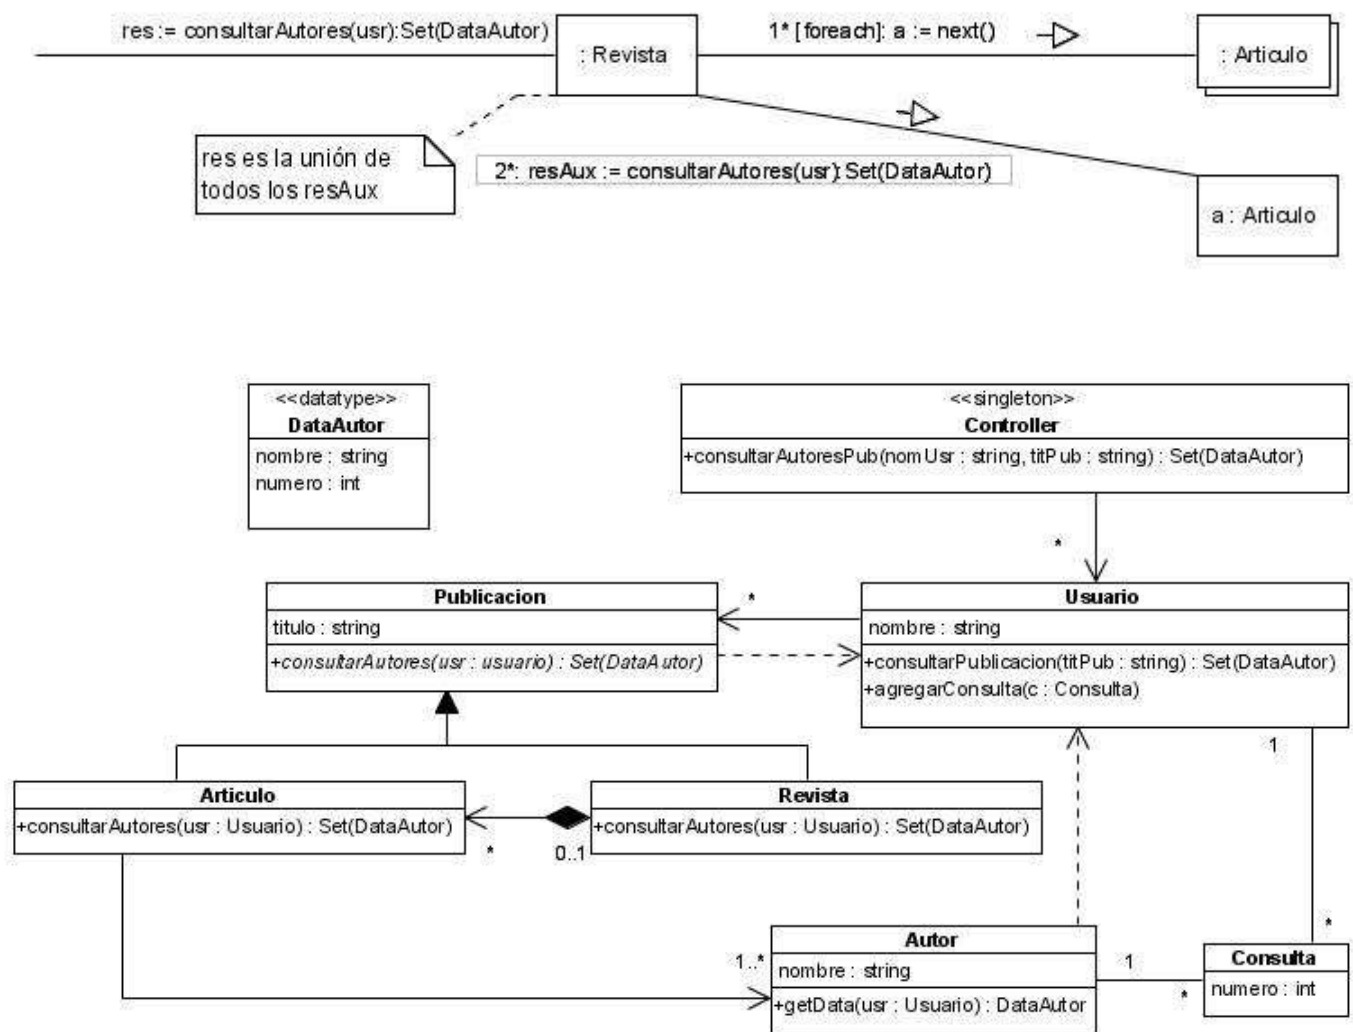 res := consultarAutores(usr):Set(DataAutor)
1* [foreach]: a := next()
: Revista
: Articulo
res es la unión de
todos los resAux
2*: resAux := consultarAutores(usr):Set(DataAutor)
a : Articulo
<<datatype>>
DataAutor
nombre : string
numero : int
<<singleton>>
Controller
+consultarAutoresPub(nomUsr : string, titPub : string) : Set(DataAutor)
*
Publicacion
titulo : string
+consultarAutores(usr : usuario) : Set(DataAutor)
*
Usuario
nombre : string
+consultarPublicacion(titPub : string) : Set(DataAutor)
+agregarConsulta(c : Consulta)
1
Articulo
+consultarAutores(usr : Usuario) : Set(DataAutor)
*
0..1
Revista
+consultarAutores(usr : Usuario) : Set(DataAutor)
*
1..*
Autor
nombre : string
+getData(usr : Usuario) : DataAutor
1
*
Consulta
numero : int